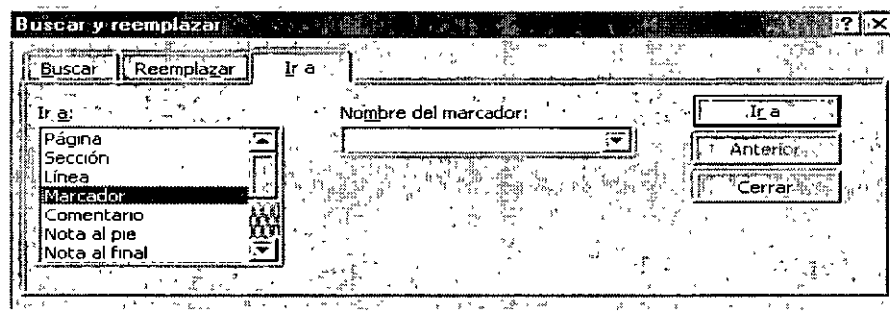 Buscar y reemplazar
Buscar Reemplazar Ir a
Ir a:
Página
Sección
Línea
Marcador
Comentario
Nota al pie
Nota al final
Nombre del marcador:
Ir a
Anterior
Cerrar